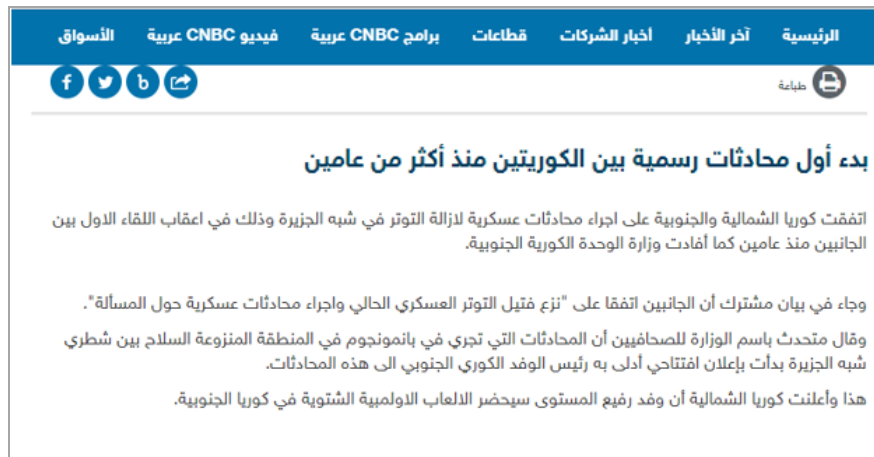 الرئيسية آخر الأخبار أخبار الشركات قطاعات برامج CNBC عربية فيديو CNBC عربية الأسواق
طباعة
بدء أول محادثات رسمية بين الكوريتين منذ أكثر من عامين
اتفقت كوريا الشمالية والجنوبية على اجراء محادثات عسكرية لازالة التوتر في شبه الجزيرة وذلك في اعقاب اللقاء الاول بين
الجانبين منذ عامين كما أفادت وزارة الوحدة الكورية الجنوبية.
وجاء في بيان مشترك أن الجانبين اتفقا على "نزع فتيل التوتر العسكري الحالي واجراء محادثات عسكرية حول المسألة".
وقال متحدث باسم الوزارة للصحافيين أن المحادثات التي تجري في بانمونجوم في المنطقة المنزوعة السلاح بين شطري
شبه الجزيرة بدأت بإعلان افتتاحي أدلى به رئيس الوفد الكوري الجنوبي الى هذه المحادثات.
هذا وأعلنت كوريا الشمالية أن وفد رفيع المستوى سيحضر الالعاب الاولمبية الشتوية في كوريا الجنوبية.